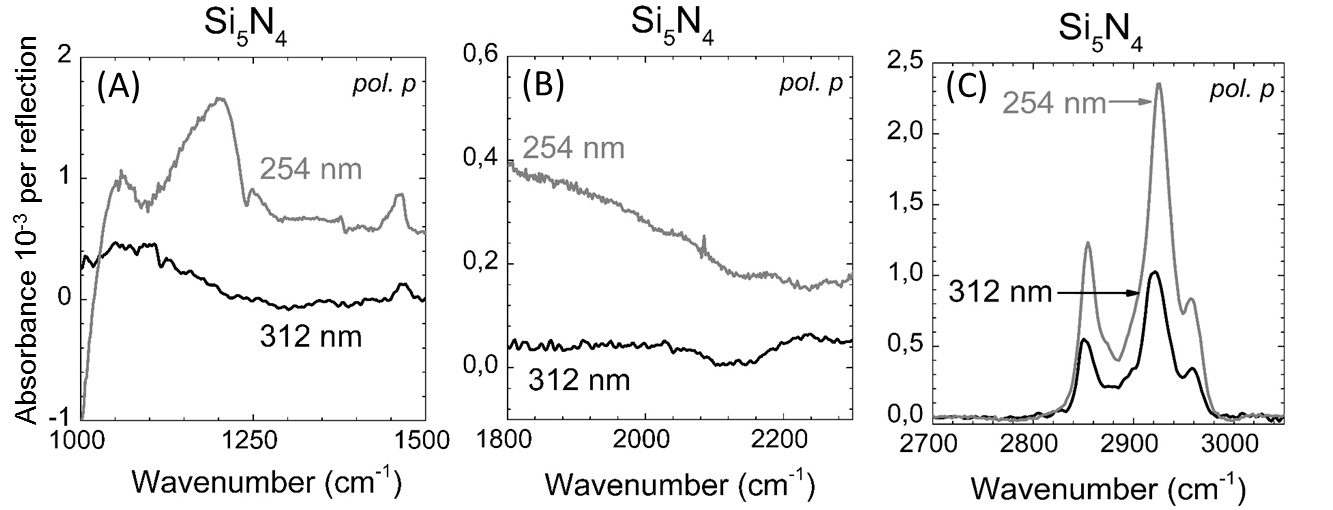 Si₅N₄
Si₅N₄
Si₅N₄
Absorbance 10⁻³ per reflection
(A)
pol. p
254 nm
312 nm
2
1
0
-1
1000
1250
1500
Wavenumber (cm⁻¹)
(B)
pol. p
254 nm
312 nm
0,6
0,4
0,2
0,0
1800
2000
2200
Wavenumber (cm⁻¹)
(C)
pol. p
254 nm
312 nm
2,5
2,0
1,5
1,0
0,5
0,0
2700
2800
2900
3000
Wavenumber (cm⁻¹)